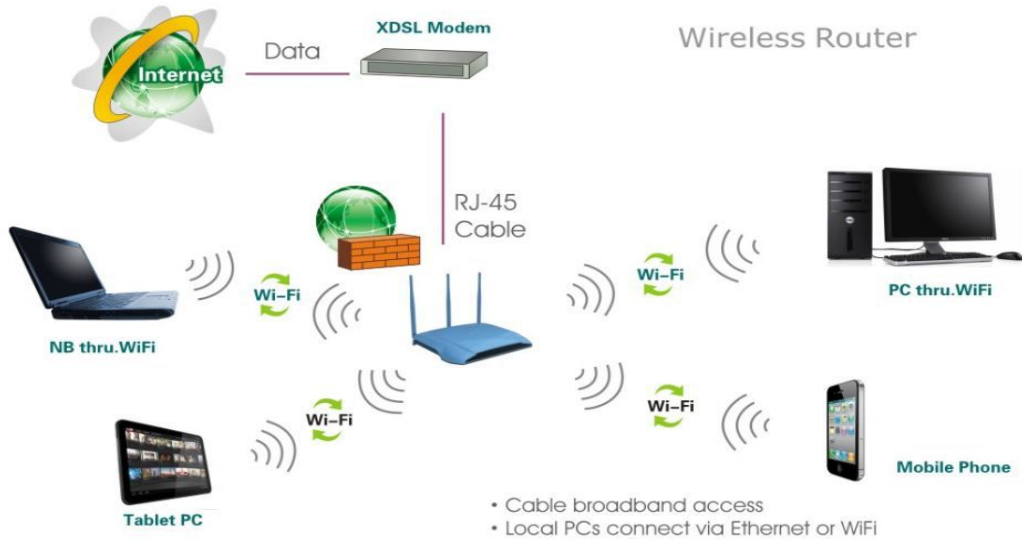 XDSL Modem
Wireless Router
Data
Internet
RJ-45
Cable
Wi-Fi
Wi-Fi
PC thru.WiFi
NB thru.WiFi
Wi-Fi
Wi-Fi
Mobile Phone
Tablet PC
• Cable broadband access
• Local PCs connect via Ethernet or WiFi